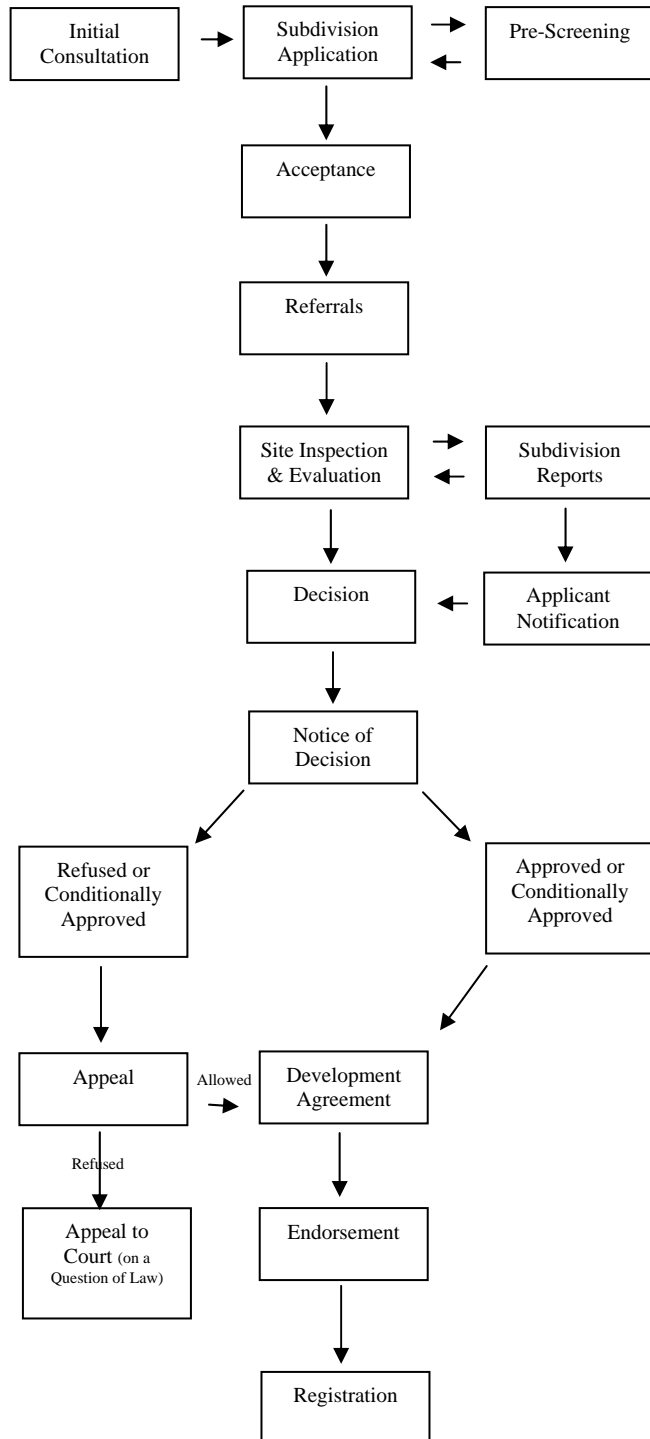 Initial
Consultation
Subdivision
Application
Pre-Screening
Acceptance
Referrals
Site Inspection
& Evaluation
Subdivision
Reports
Decision
Applicant
Notification
Notice of
Decision
Refused or
Conditionally
Approved
Approved or
Conditionally
Approved
Appeal
Allowed
Development
Agreement
Refused
Appeal to
Court (on a
Question of Law)
Endorsement
Registration